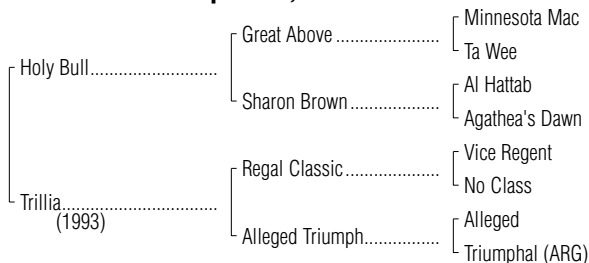 Minnesota Mac
Great Above
Ta Wee
Holy Bull
Al Hattab
Sharon Brown
Agathea's Dawn
Vice Regent
Regal Classic
No Class
Trillia
(1993)
Alleged
Alleged Triumph
Triumphal (ARG)